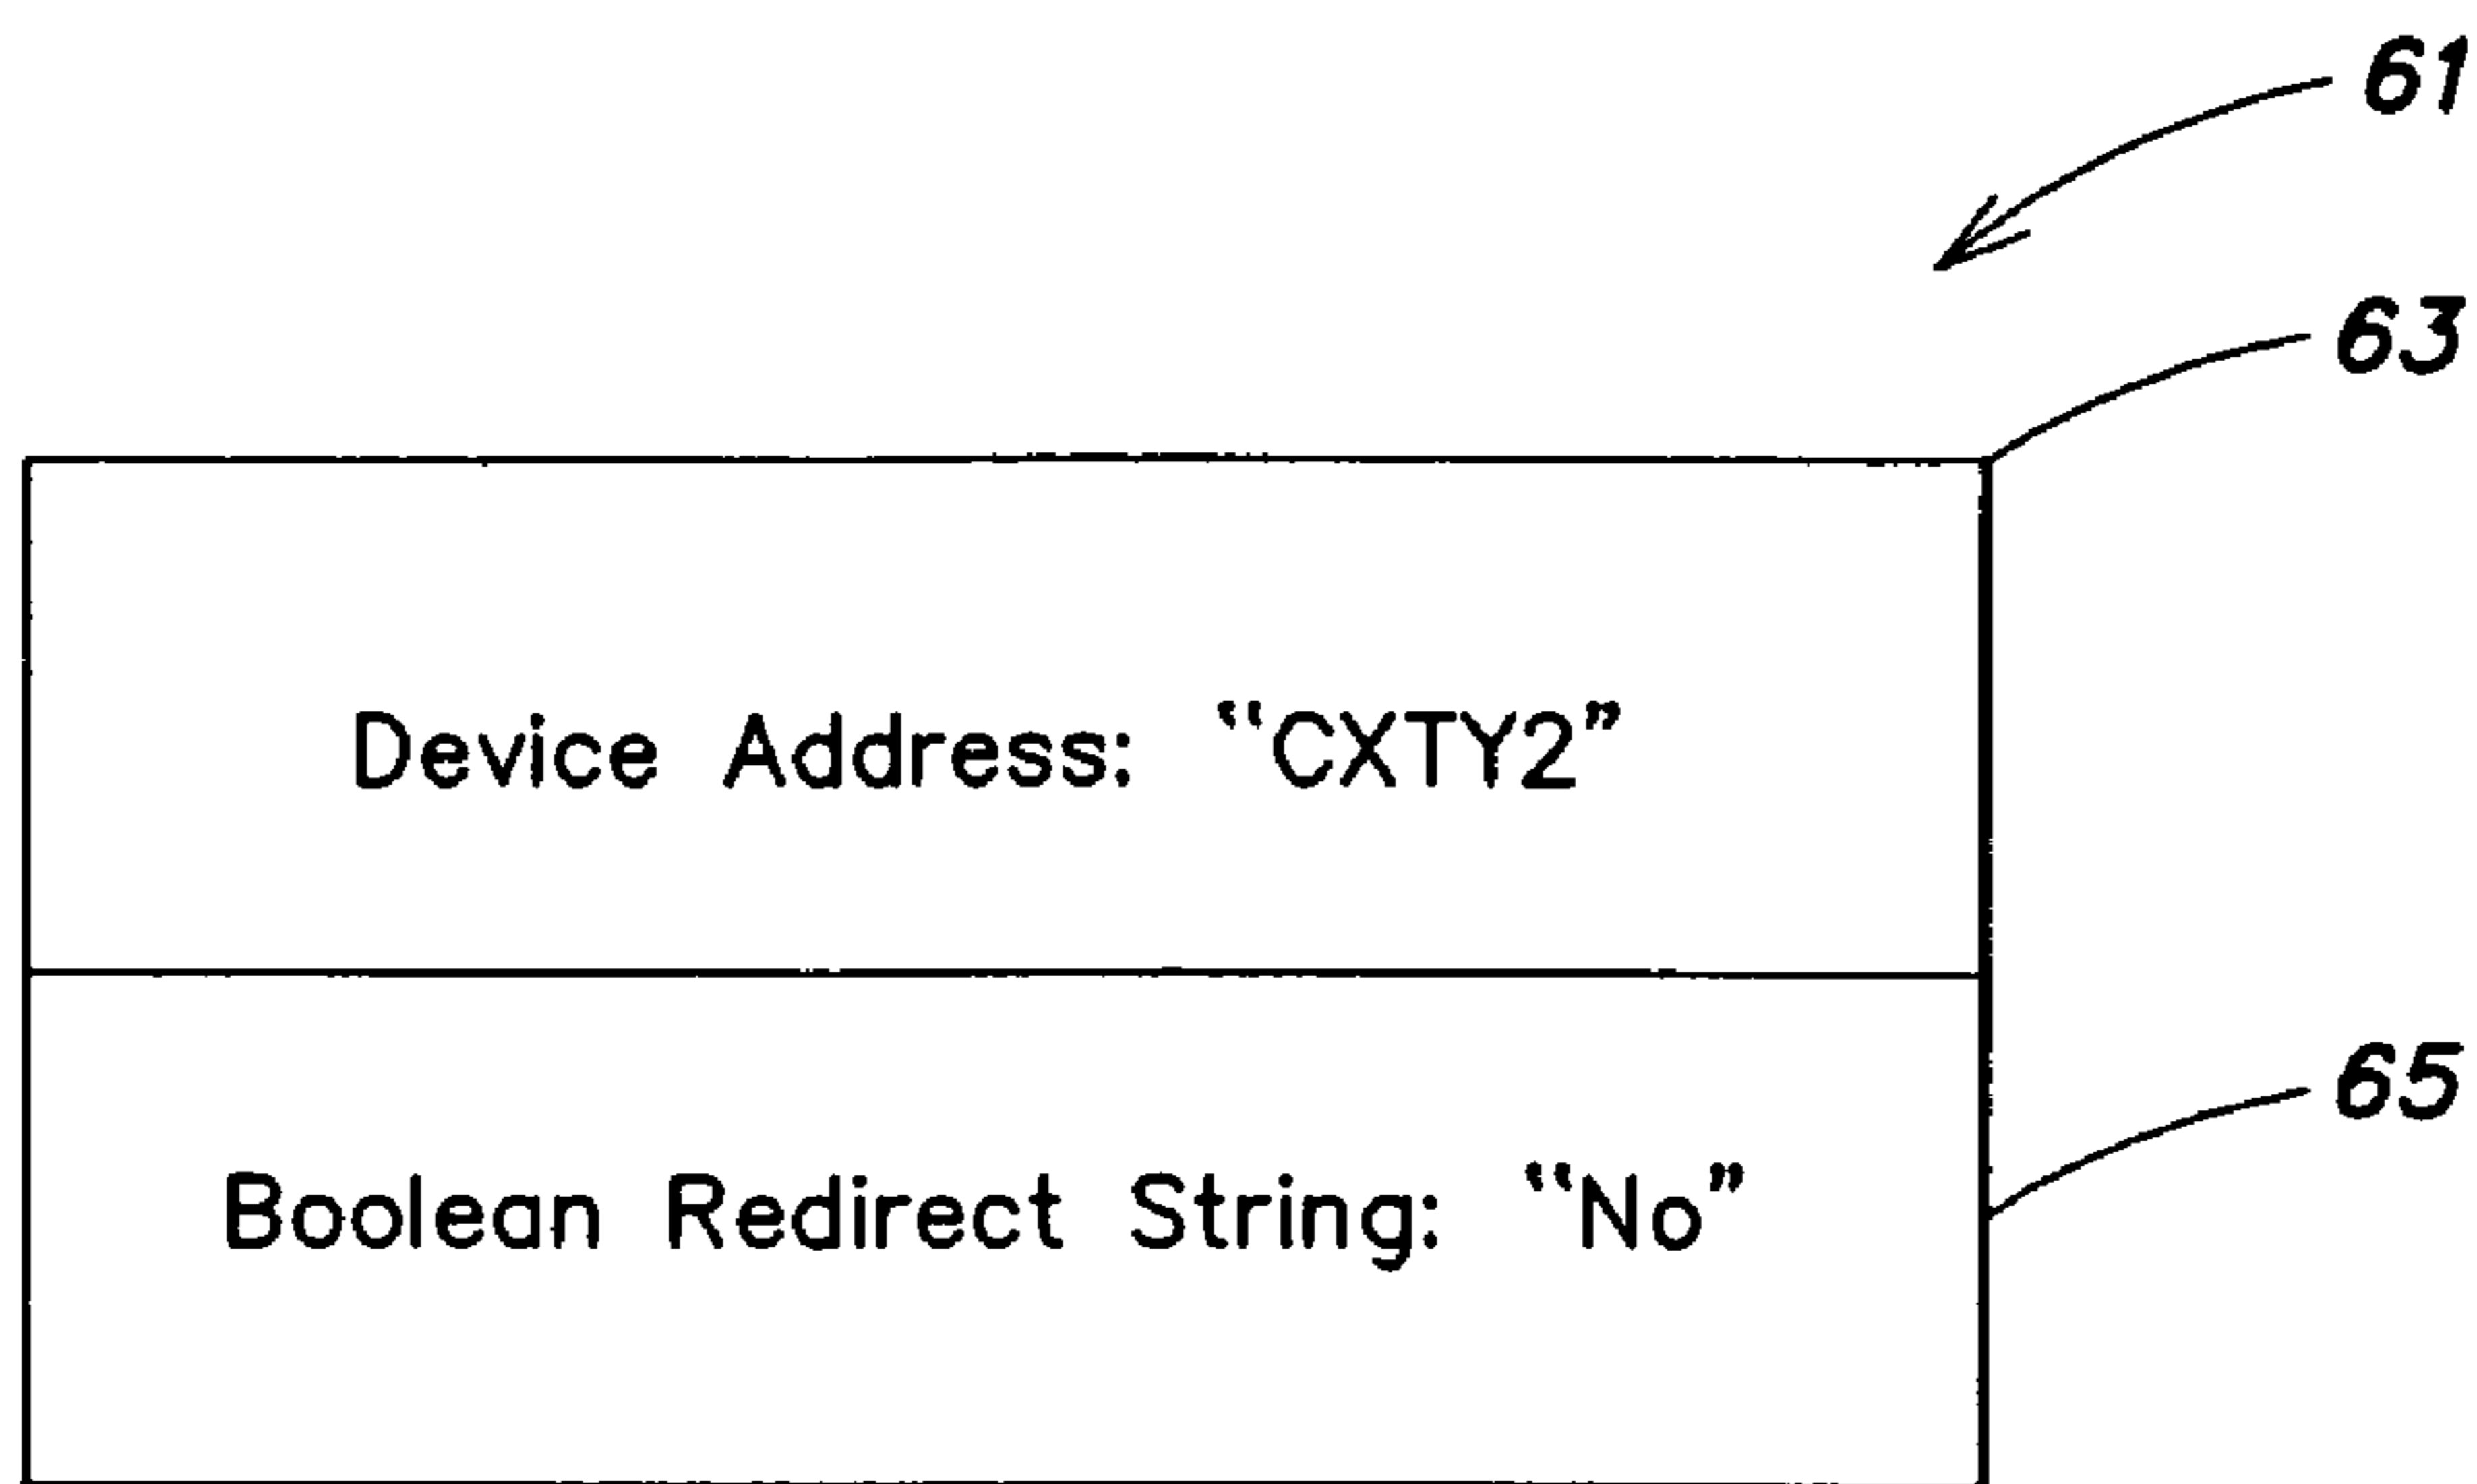 61
63
Device Address: “CXTY2”
65
Boolean Redirect String: “No”